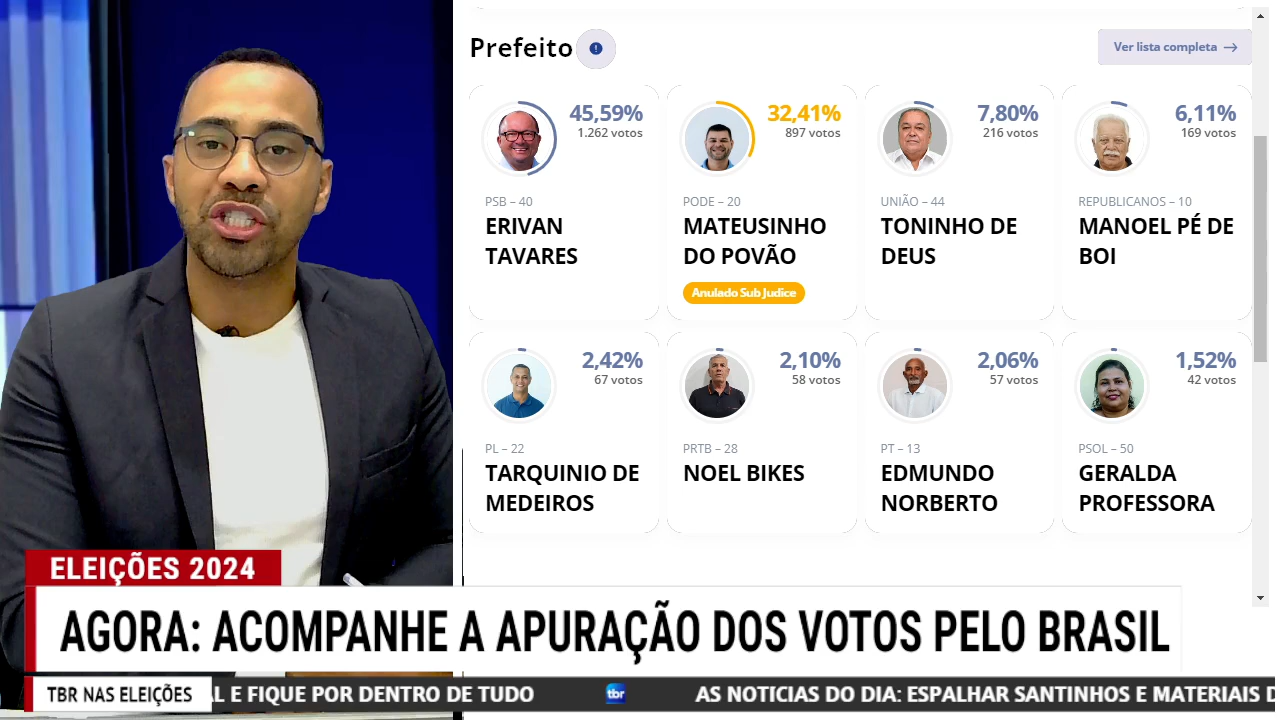 Prefeito
Ver lista completa →
45,59%
1.262 votos
PSB – 40
ERIVAN
TAVARES
32,41%
897 votos
PODE – 20
MATEUSINHO
DO POVÃO
Anulado Sub Judice
7,80%
216 votos
UNIÃO – 44
TONINHO DE
DEUS
6,11%
169 votos
REPUBLICANOS – 10
MANOEL PÉ DE
BOI
2,42%
67 votos
PL – 22
TARQUINIO DE
MEDEIROS
2,10%
58 votos
PRTB – 28
NOEL BIKES
2,06%
57 votos
PT – 13
EDMUNDO
NORBERTO
1,52%
42 votos
PSOL – 50
GERALDA
PROFESSORA
ELEIÇÕES 2024
AGORA: ACOMPANHE A APURAÇÃO DOS VOTOS PELO BRASIL
TBR NAS ELEIÇÕES
AL E FIQUE POR DENTRO DE TUDO tbr AS NOTICIAS DO DIA: ESPALHAR SANTINHOS E MATERIAIS D